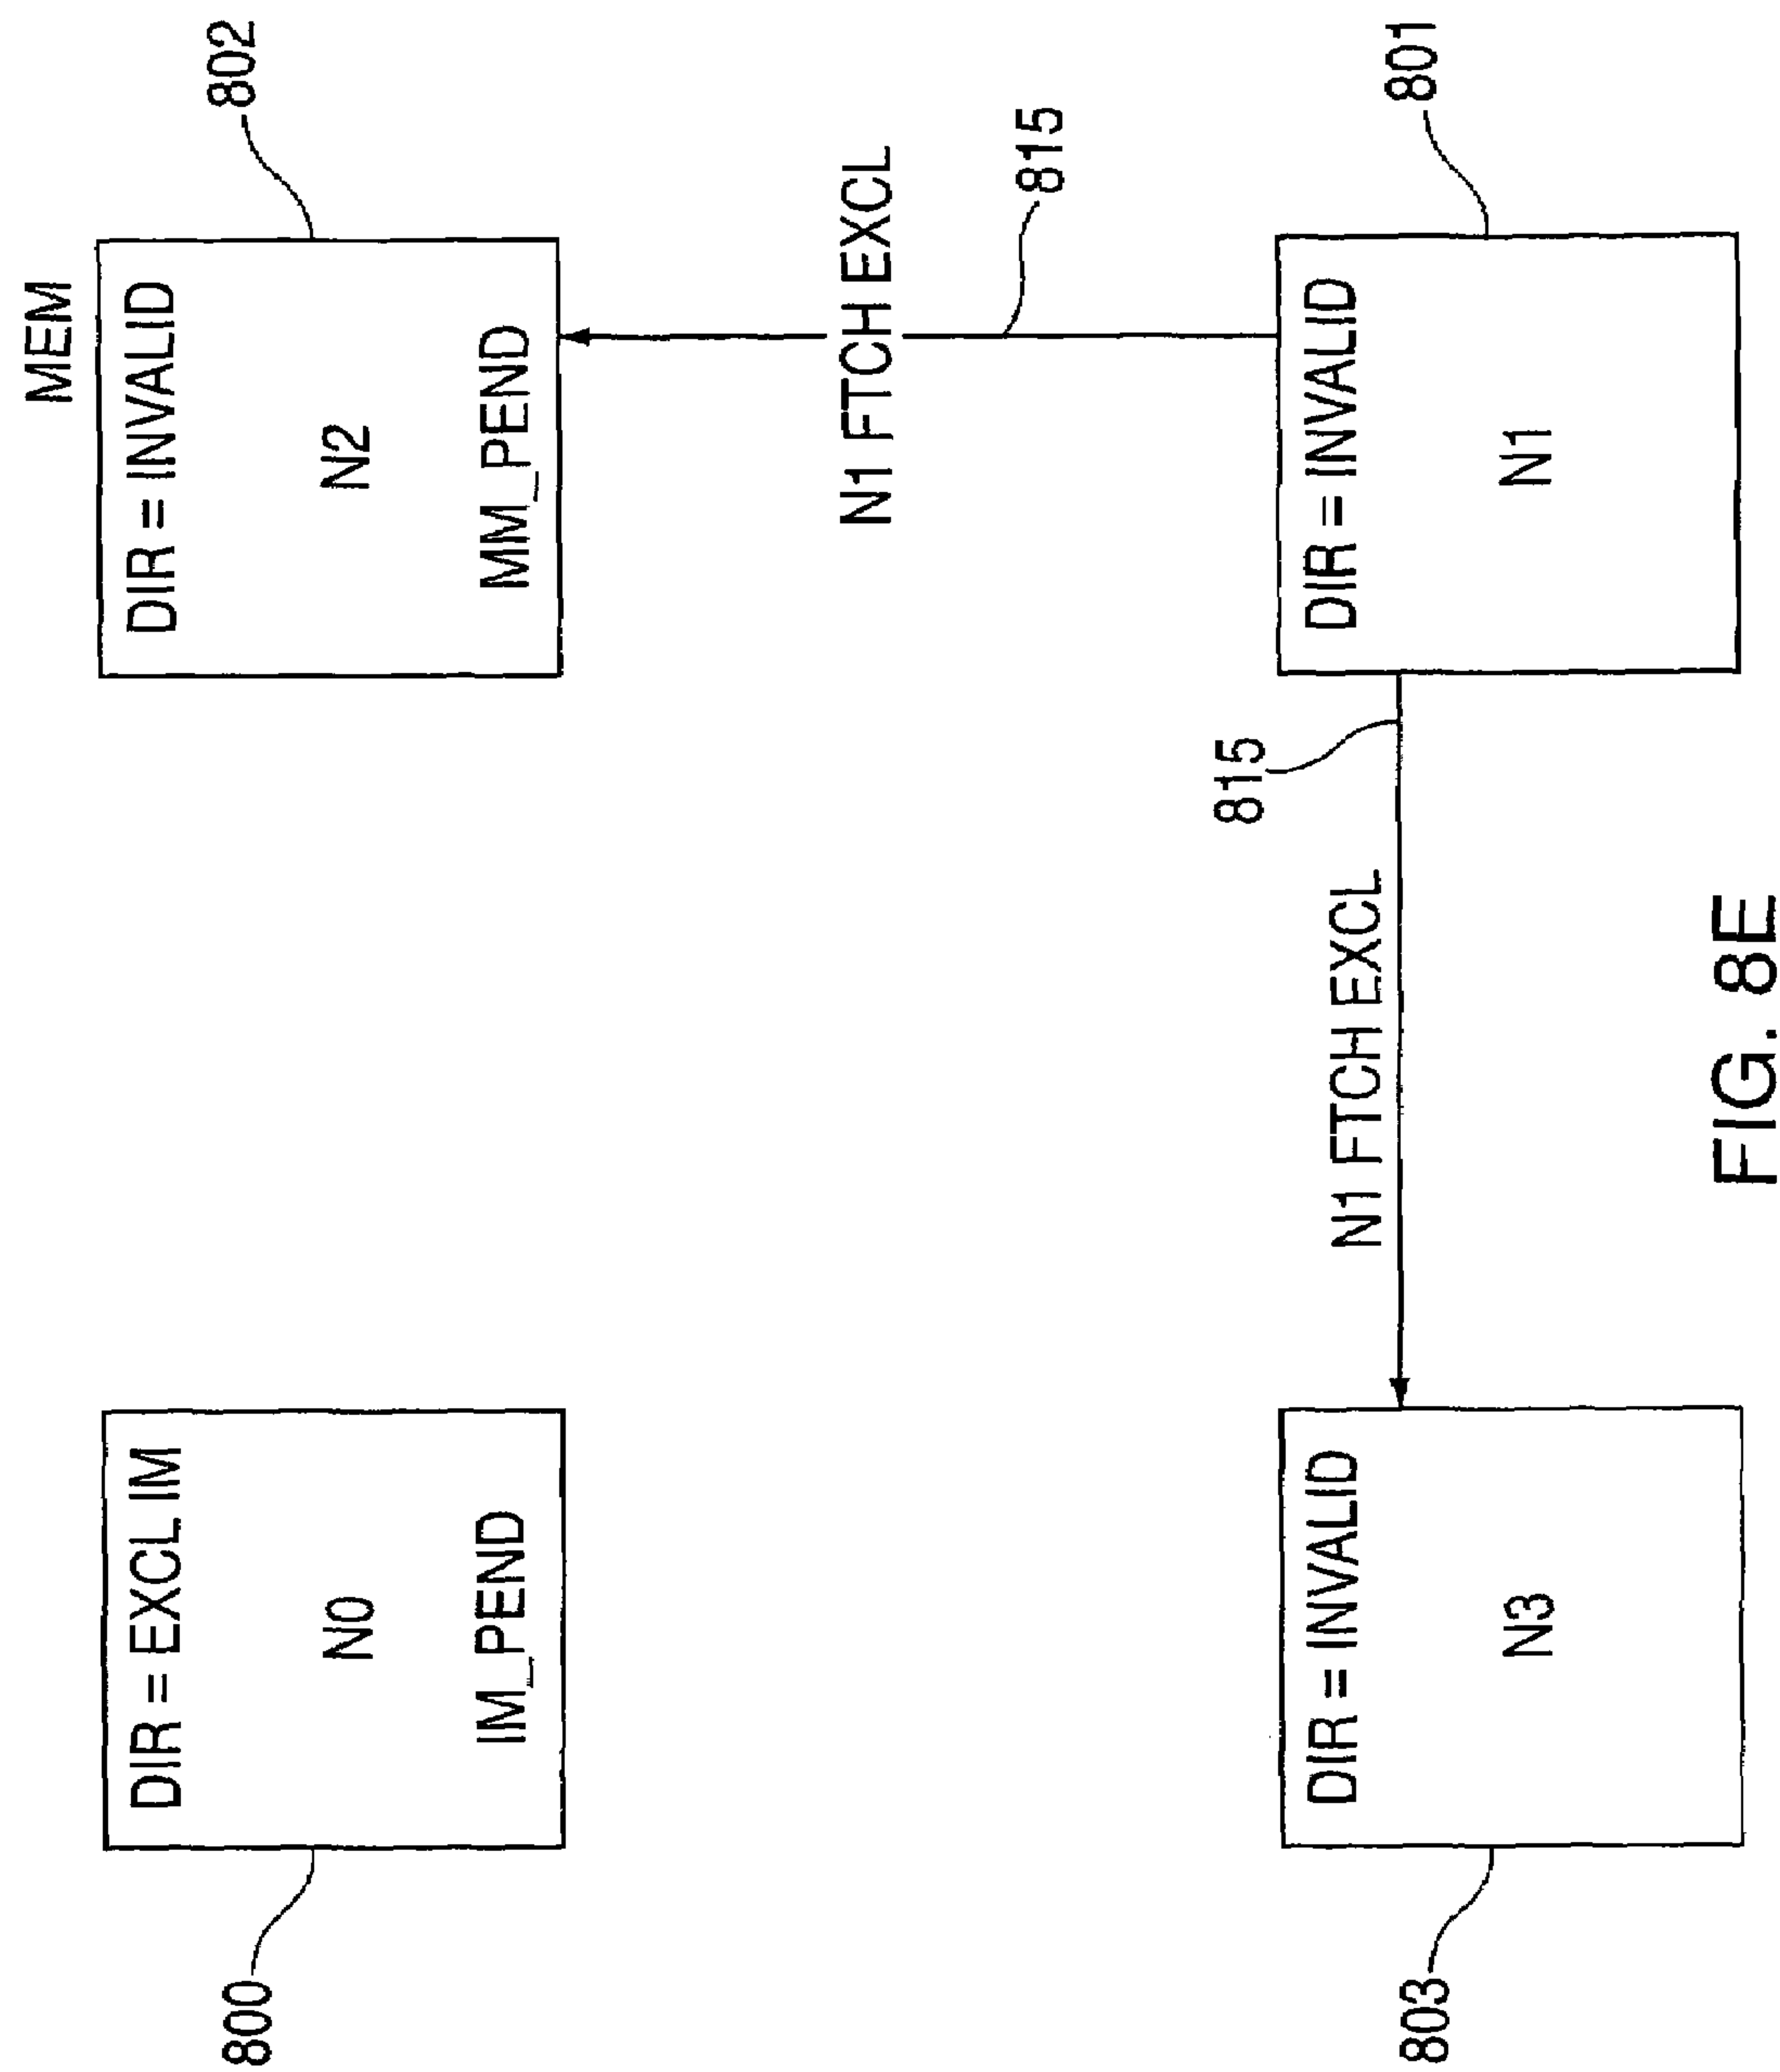 MEM
DIR = EXCL IM
N0
IM_PEND
800
DIR = INVALID
N2
MM_PEND
802
N1 FTCH EXCL
815
815
N1 FTCH EXCL
DIR = INVALID
N3
803
DIR = INVALID
N1
801
FIG. 8E